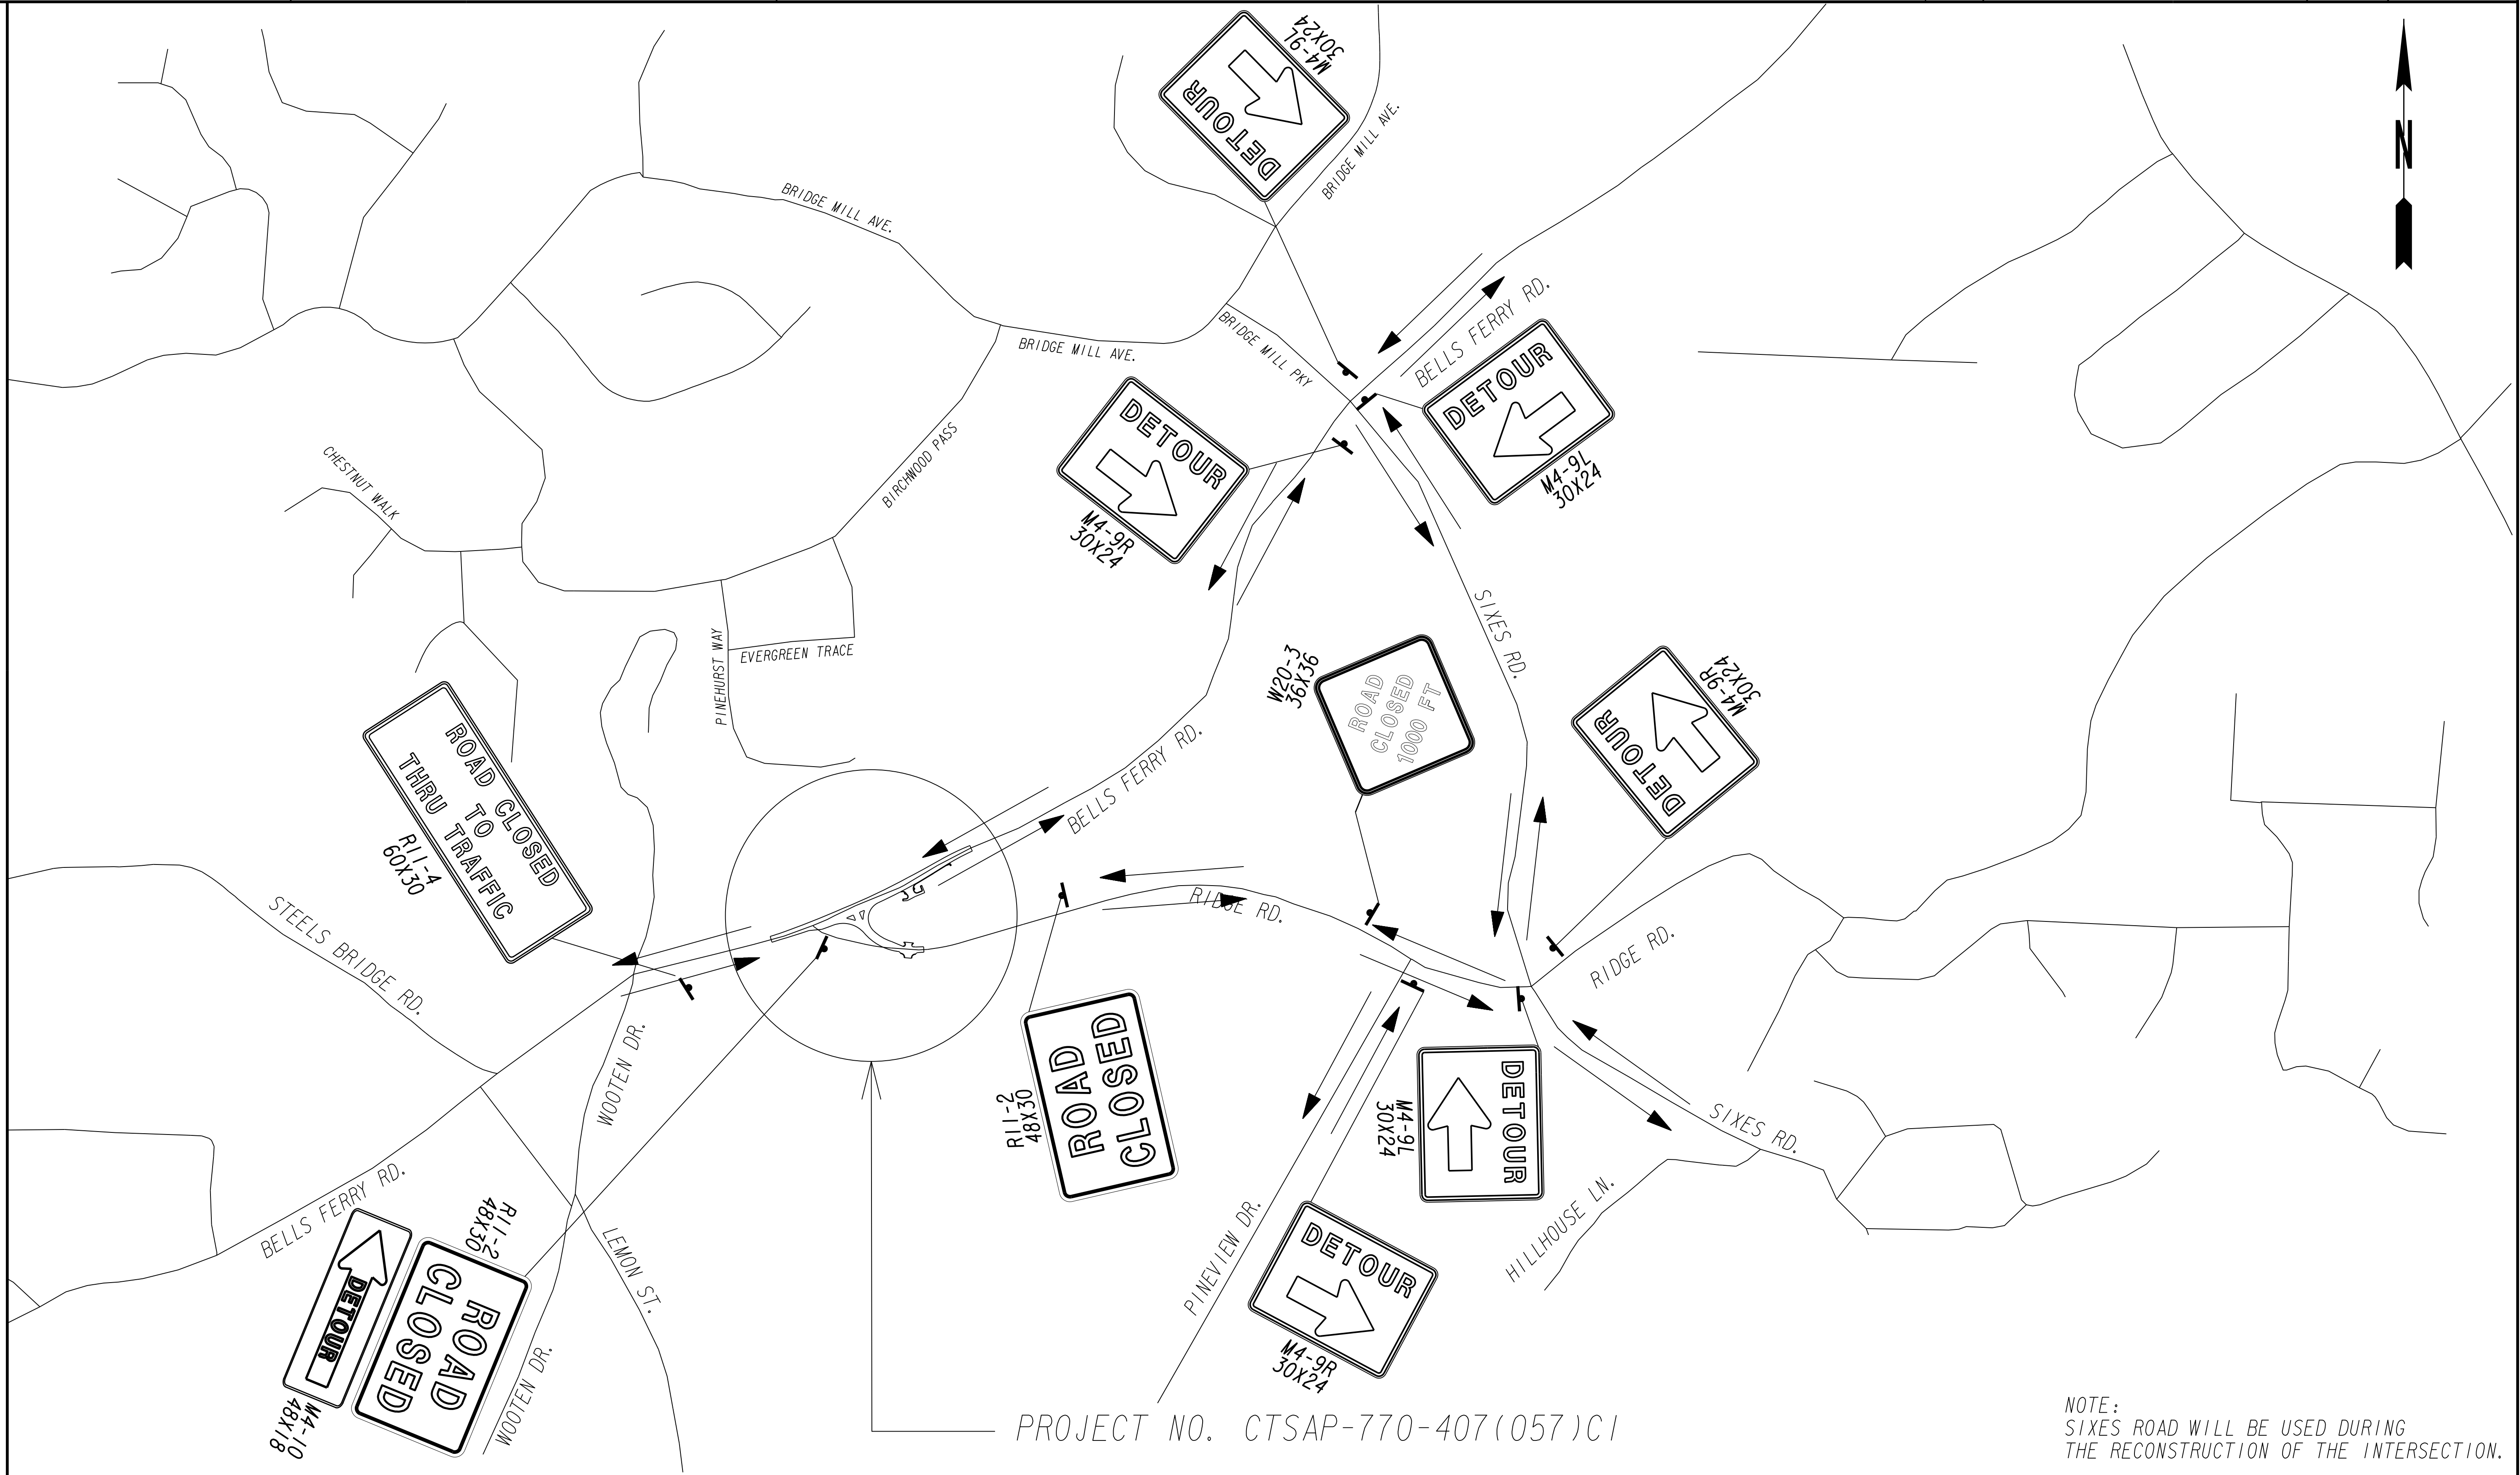 M4-9L
30X24
DETOUR
BRIDGE MILL AVE.
N
BRIDGE MILL AVE.
BRIDGE MILL PKY
BRIDGE MILL AVE.
BELLS FERRY RD.
DETOUR
M4-9L
30X24
DETOUR
M4-9R
30X24
CHESTNUT WALK
BIRCHWOOD PASS
SIXES RD.
PINEHURST WAY
EVERGREEN TRACE
W20-3
36X36
ROAD
CLOSED
1000 FT
M4-9R
30X24
DETOUR
ROAD CLOSED
TO
THRU TRAFFIC
R11-4
60X30
BELLS FERRY RD.
STEELS BRIDGE RD.
RIDGE RD.
RIDGE RD.
WOOTEN DR.
R11-2
48X30
ROAD
CLOSED
M4-9L
30X24
DETOUR
SIXES RD.
HILLHOUSE LN.
BELLS FERRY RD.
R11-2
48X30
ROAD
CLOSED
DETOUR
M4-10
48X18
LEMON ST.
WOOTEN DR.
PINEVIEW DR.
DETOUR
M4-9R
30X24
PROJECT NO. CTSAP-770-407(057)C1
NOTE:
SIXES ROAD WILL BE USED DURING
THE RECONSTRUCTION OF THE INTERSECTION.